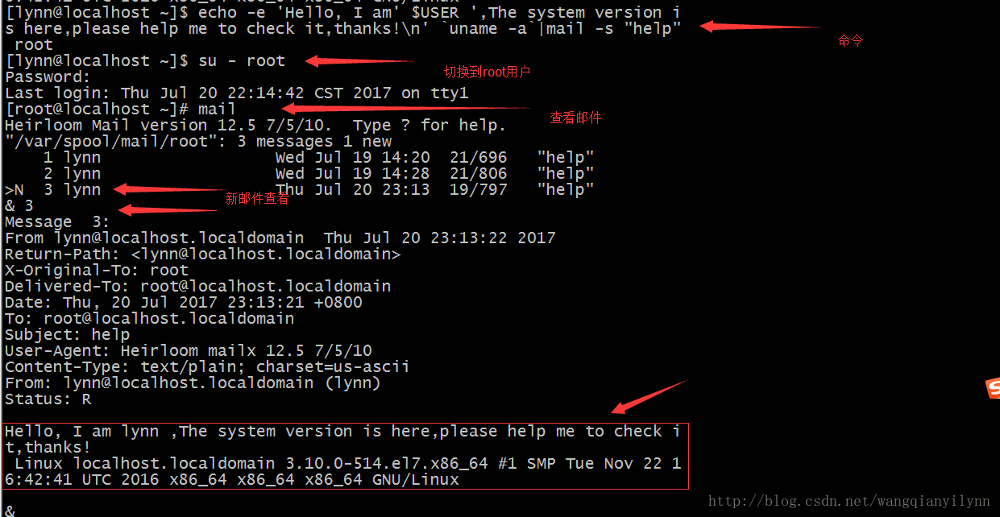 [lynn@localhost ~]$ echo -e 'Hello, I am' $USER ',The system version i
s here,please help me to check it,thanks!\n' `uname -a`|mail -s "help"
 root
命令
[lynn@localhost ~]$ su - root
切换到root用户
Password:
Last login: Thu Jul 20 22:14:42 CST 2017 on tty1
[root@localhost ~]# mail
查看邮件
Heirloom Mail version 12.5 7/5/10.  Type ? for help.
"/var/spool/mail/root": 3 messages 1 new
    1 lynn                  Wed Jul 19 14:20  21/696   "help"
    2 lynn                  Wed Jul 19 14:28  21/806   "help"
>N  3 lynn                  Thu Jul 20 23:13  19/797   "help"
新邮件查看
& 3
Message  3:
From lynn@localhost.localdomain  Thu Jul 20 23:13:22 2017
Return-Path: <lynn@localhost.localdomain>
X-Original-To: root
Delivered-To: root@localhost.localdomain
Date: Thu, 20 Jul 2017 23:13:21 +0800
To: root@localhost.localdomain
Subject: help
User-Agent: Heirloom mailx 12.5 7/5/10
Content-Type: text/plain; charset=us-ascii
From: lynn@localhost.localdomain (lynn)
Status: R
Hello, I am lynn ,The system version is here,please help me to check i
t,thanks!
 Linux localhost.localdomain 3.10.0-514.el7.x86_64 #1 SMP Tue Nov 22 1
6:42:41 UTC 2016 x86_64 x86_64 x86_64 GNU/Linux
http://blog.csdn.net/wangqianyilynn
&